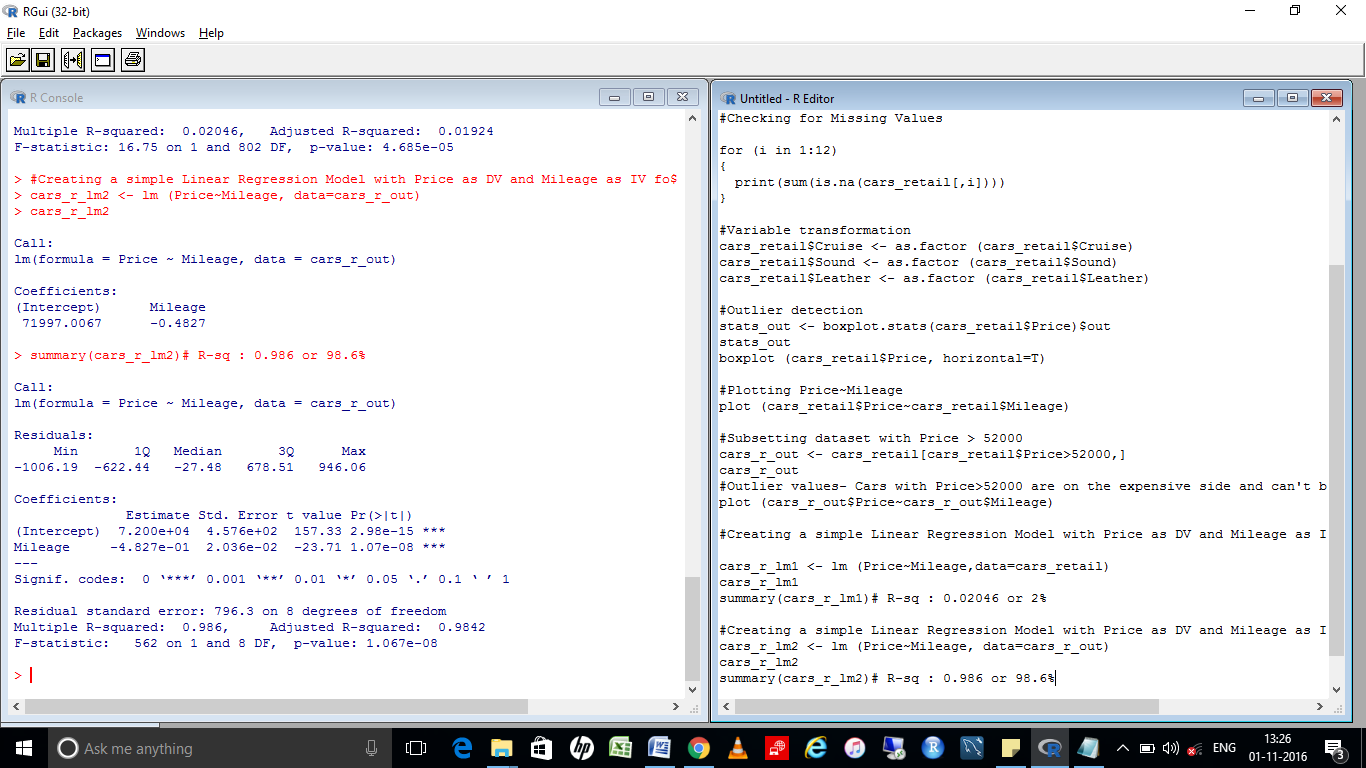 RGui (32-bit)
File Edit Packages Windows Help
R Console
Multiple R-squared:  0.02046,   Adjusted R-squared:  0.01924
F-statistic: 16.75 on 1 and 802 DF,  p-value: 4.685e-05
> #Creating a simple Linear Regression Model with Price as DV and Mileage as IV fo$
> cars_r_lm2 <- lm (Price~Mileage, data=cars_r_out)
> cars_r_lm2
Call:
lm(formula = Price ~ Mileage, data = cars_r_out)
Coefficients:
(Intercept)      Mileage
 71997.0067      -0.4827
> summary(cars_r_lm2)# R-sq : 0.986 or 98.6%
Call:
lm(formula = Price ~ Mileage, data = cars_r_out)
Residuals:
     Min       1Q   Median       3Q      Max
-1006.19  -622.44   -27.48   678.51   946.06
Coefficients:
              Estimate Std. Error t value Pr(>|t|)
(Intercept)  7.200e+04  4.576e+02  157.33 2.98e-15 ***
Mileage     -4.827e-01  2.036e-02  -23.71 1.07e-08 ***
---
Signif. codes:  0 ‘***’ 0.001 ‘**’ 0.01 ‘*’ 0.05 ‘.’ 0.1 ‘ ’ 1
Residual standard error: 796.3 on 8 degrees of freedom
Multiple R-squared:  0.986,     Adjusted R-squared:  0.9842
F-statistic:   562 on 1 and 8 DF,  p-value: 1.067e-08
>
Untitled - R Editor
#Checking for Missing Values
for (i in 1:12)
{
  print(sum(is.na(cars_retail[,i])))
}
#Variable transformation
cars_retail$Cruise <- as.factor (cars_retail$Cruise)
cars_retail$Sound <- as.factor (cars_retail$Sound)
cars_retail$Leather <- as.factor (cars_retail$Leather)
#Outlier detection
stats_out <- boxplot.stats(cars_retail$Price)$out
stats_out
boxplot (cars_retail$Price, horizontal=T)
#Plotting Price~Mileage
plot (cars_retail$Price~cars_retail$Mileage)
#Subsetting dataset with Price > 52000
cars_r_out <- cars_retail[cars_retail$Price>52000,]
cars_r_out
#Outlier values- Cars with Price>52000 are on the expensive side and can't b
plot (cars_r_out$Price~cars_r_out$Mileage)
#Creating a simple Linear Regression Model with Price as DV and Mileage as I
cars_r_lm1 <- lm (Price~Mileage,data=cars_retail)
cars_r_lm1
summary(cars_r_lm1)# R-sq : 0.02046 or 2%
#Creating a simple Linear Regression Model with Price as DV and Mileage as I
cars_r_lm2 <- lm (Price~Mileage, data=cars_r_out)
cars_r_lm2
summary(cars_r_lm2)# R-sq : 0.986 or 98.6%
Ask me anything
ENG
13:26
01-11-2016
3